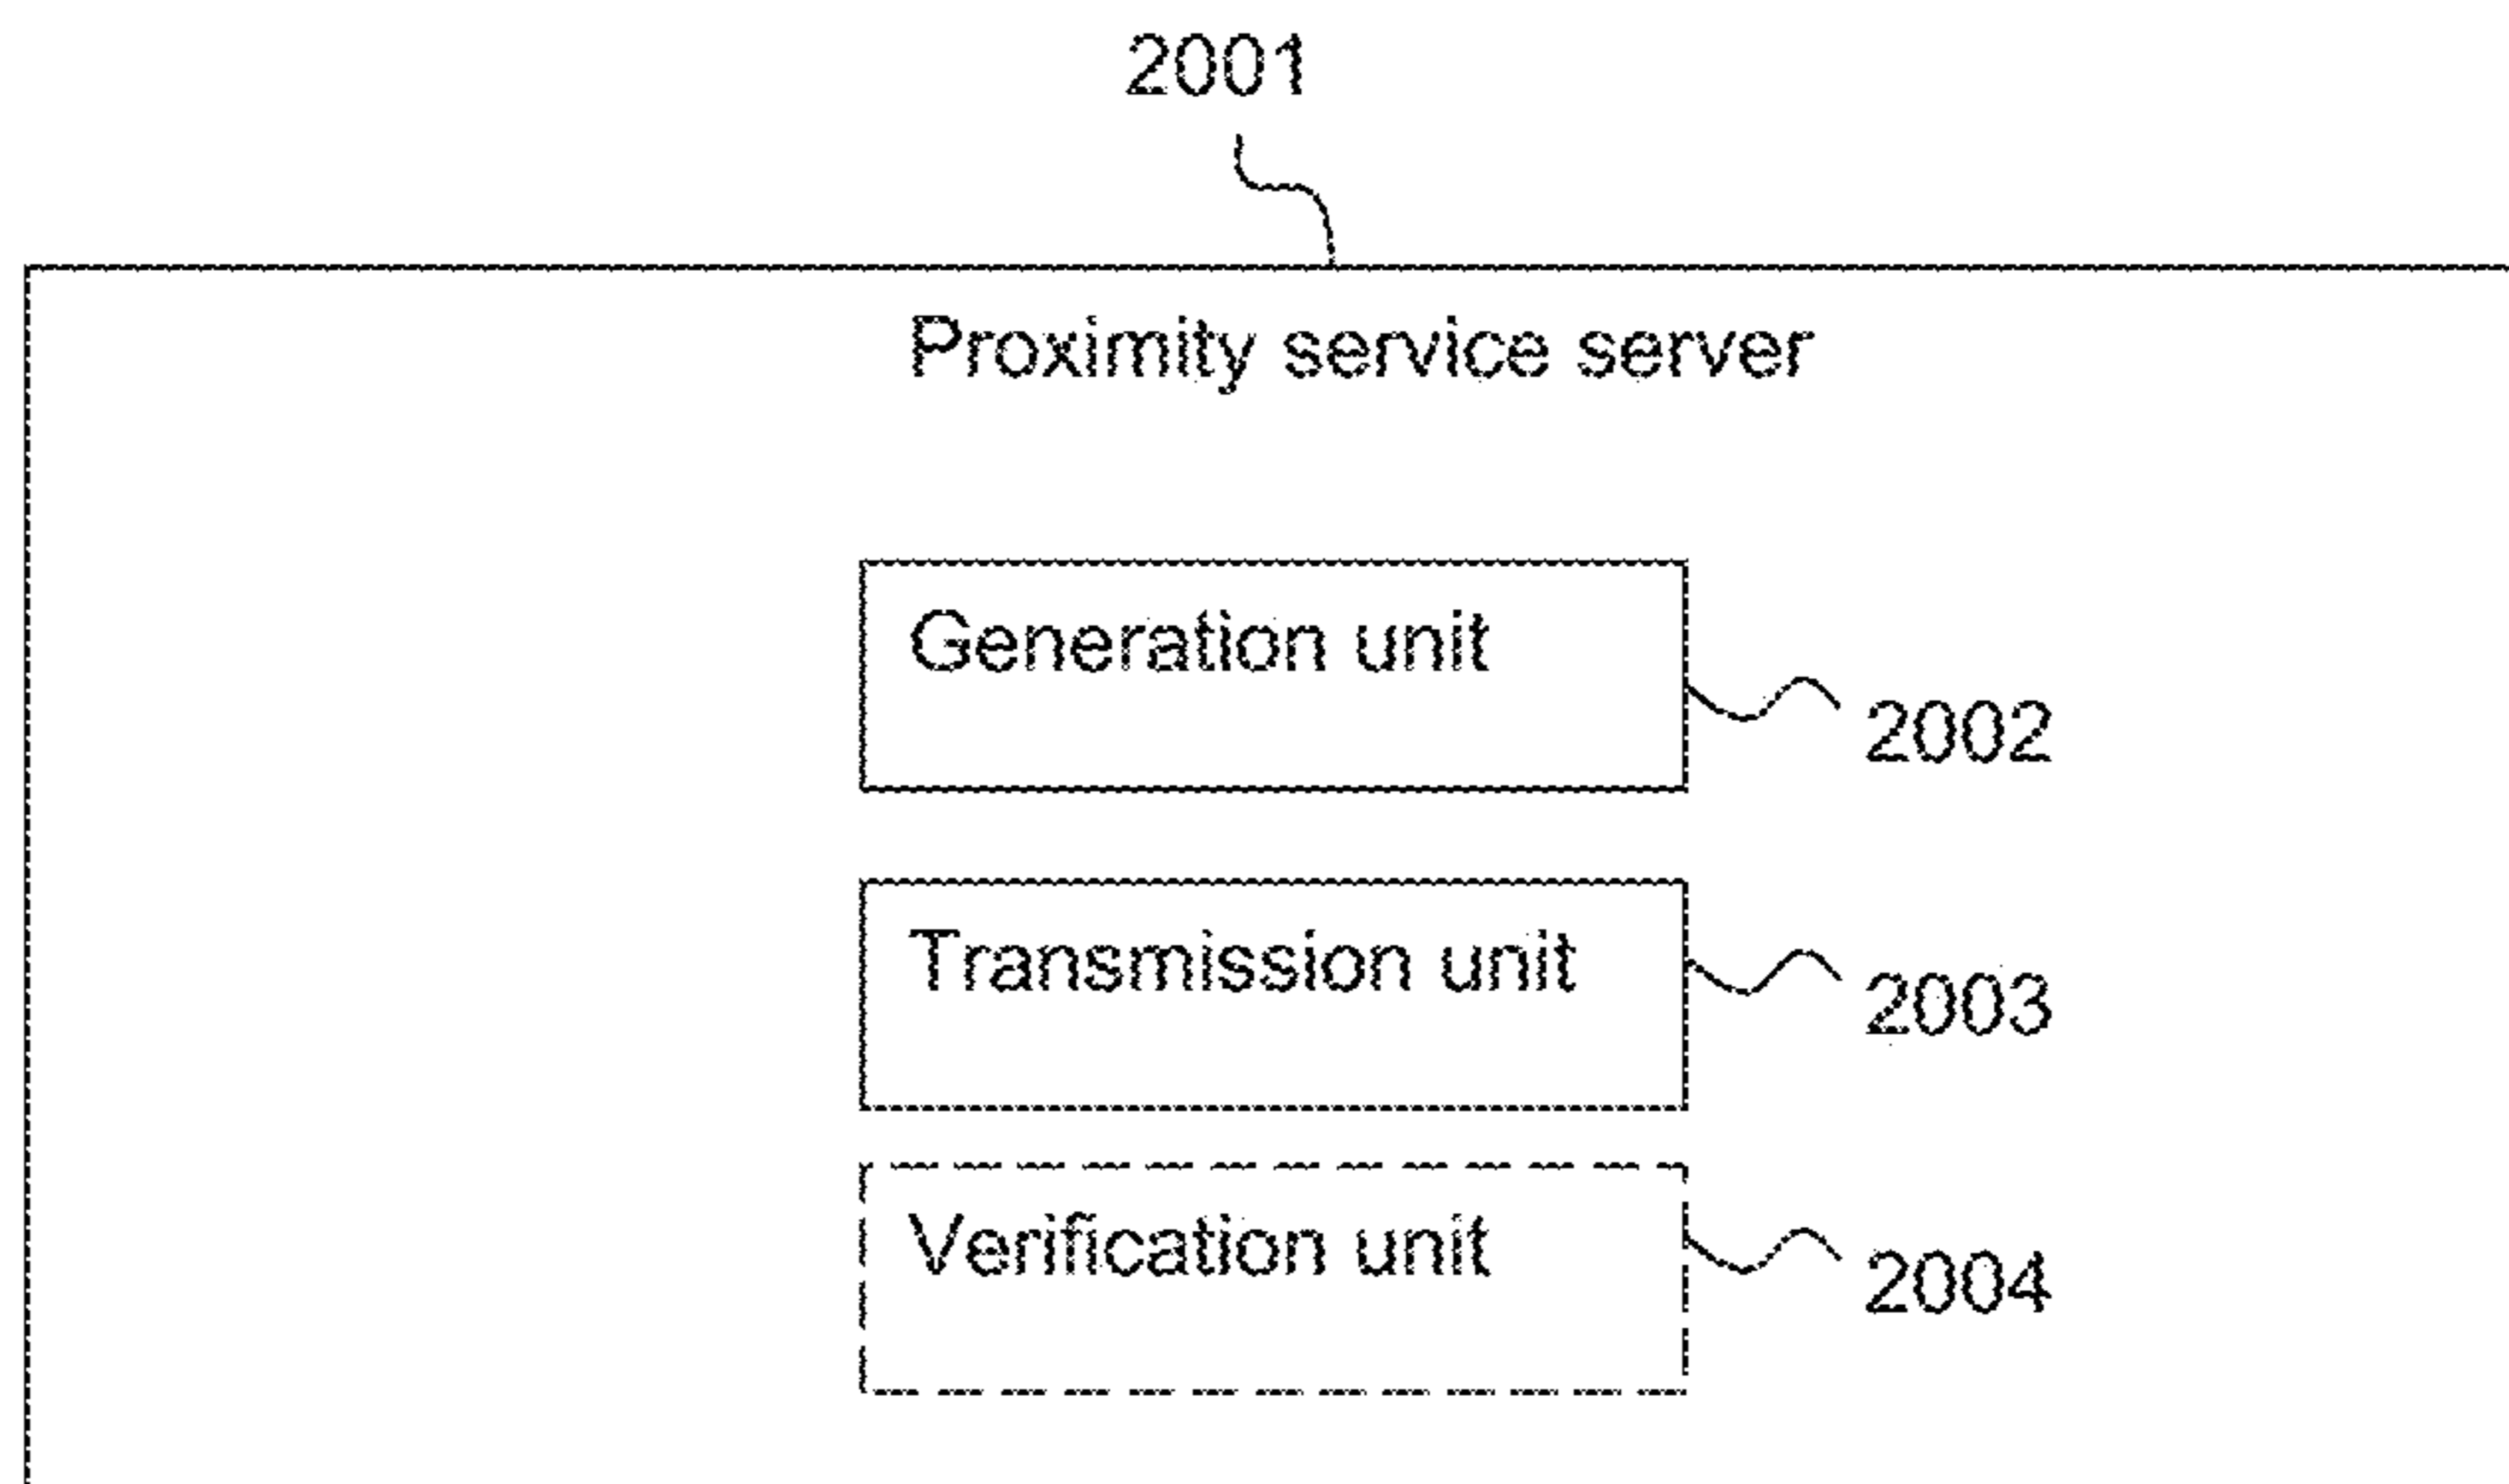 2001
Proximity service server
Generation unit
2002
Transmission unit
2003
Verification unit
2004